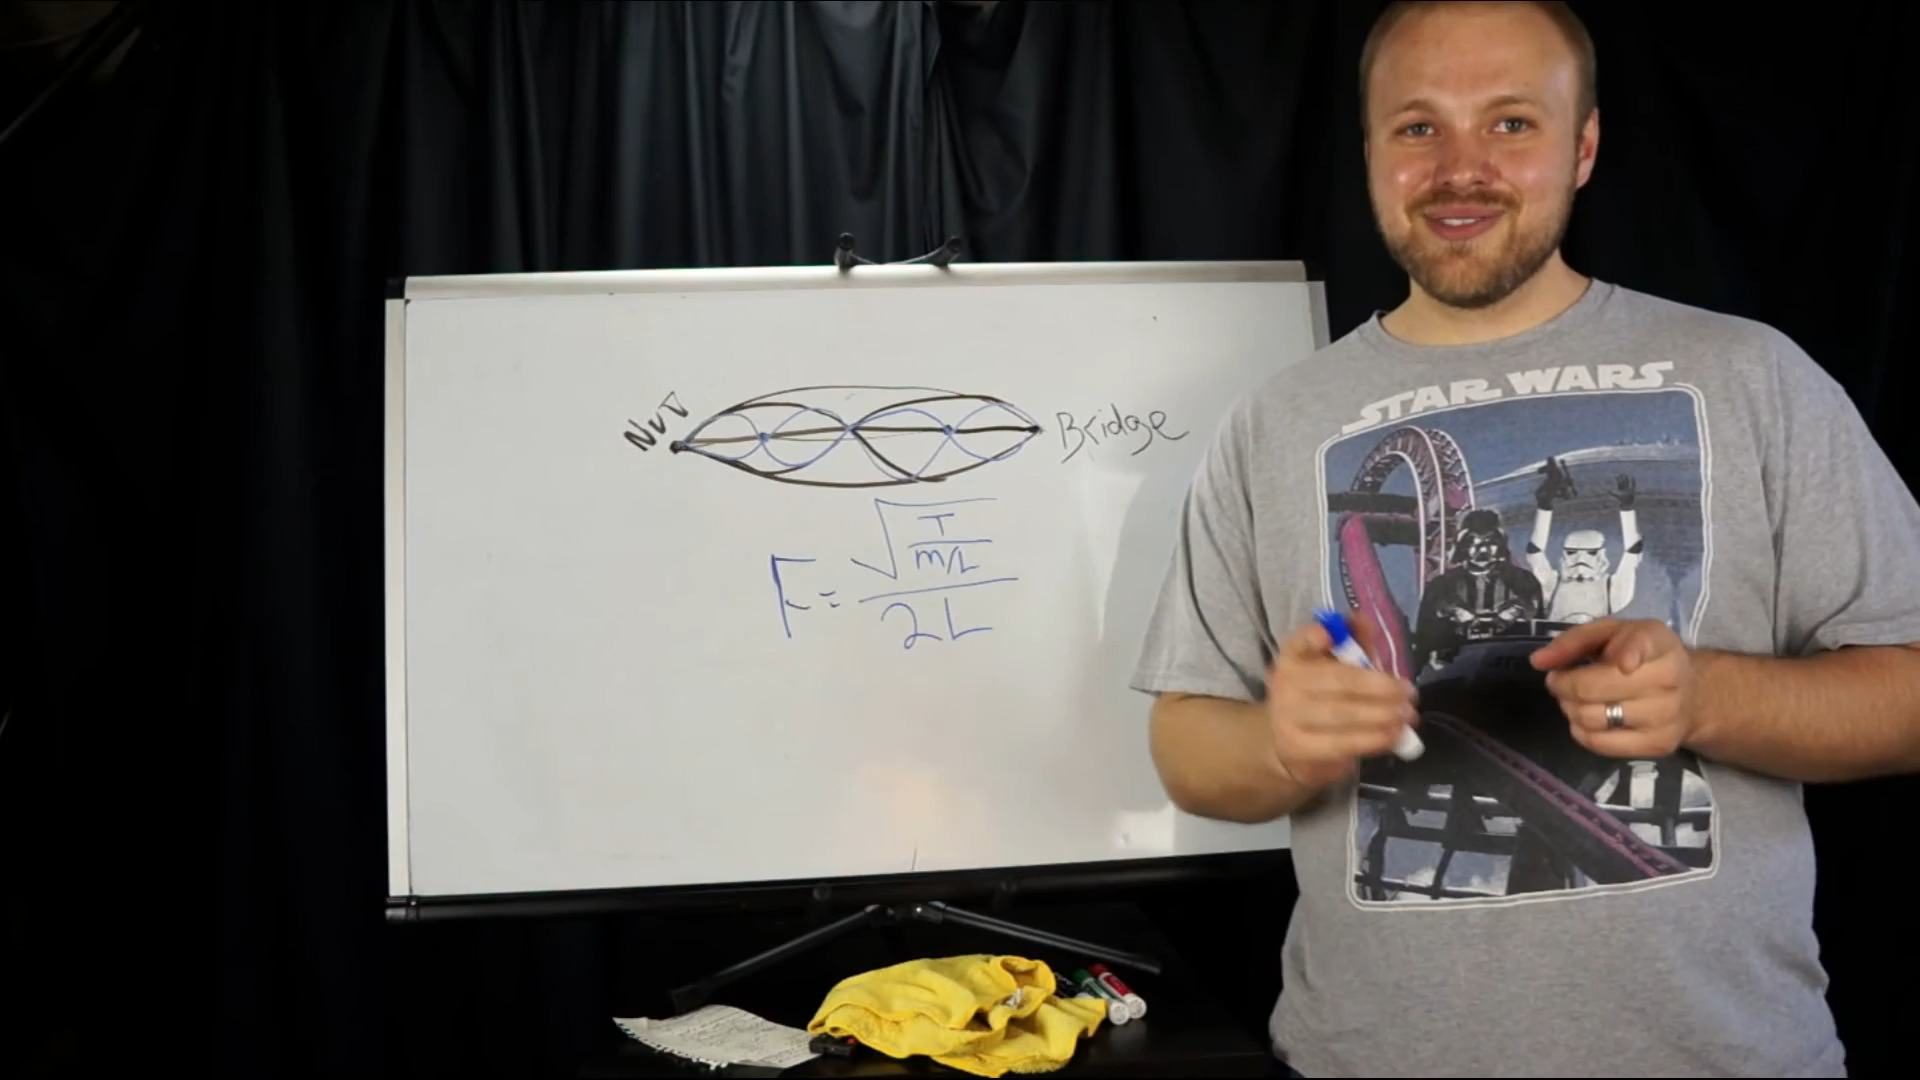 STAR WARS
NUT
Bridge
F = √(T / m/L) / 2L